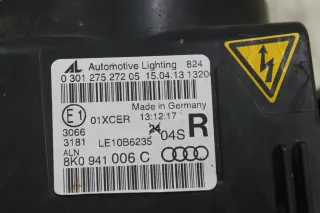 AL Automotive Lighting 824
0 301 275 272 05 15.04.13 1320
Made in Germany
E1 01XCER 13:12:17
3066 24 04S R
3181 LE10B6235
ALN
8K0 941 006 C